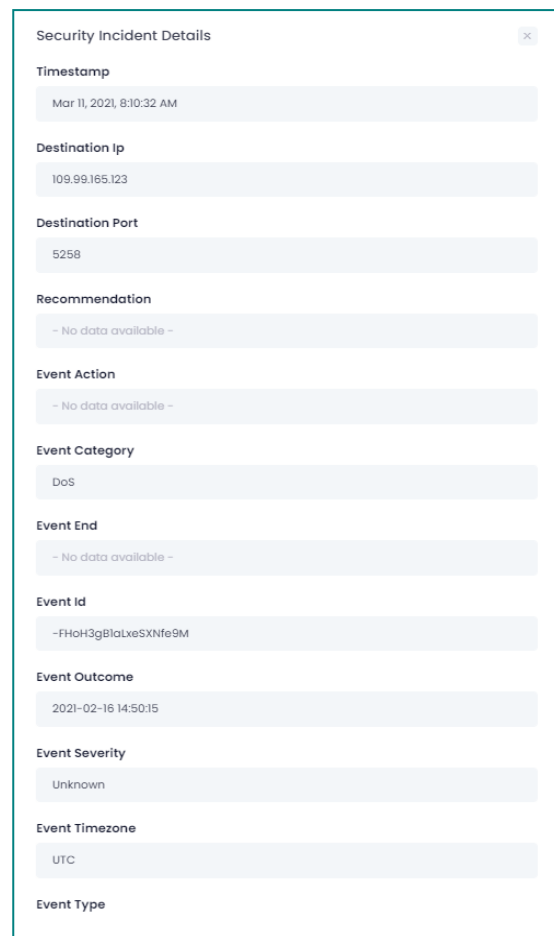 Security Incident Details
×
Timestamp
Mar 11, 2021, 8:10:32 AM
Destination Ip
109.99.165.123
Destination Port
5258
Recommendation
- No data available -
Event Action
- No data available -
Event Category
DoS
Event End
- No data available -
Event Id
-FHoH3gB1aLxeSXNfe9M
Event Outcome
2021-02-16 14:50:15
Event Severity
Unknown
Event Timezone
UTC
Event Type